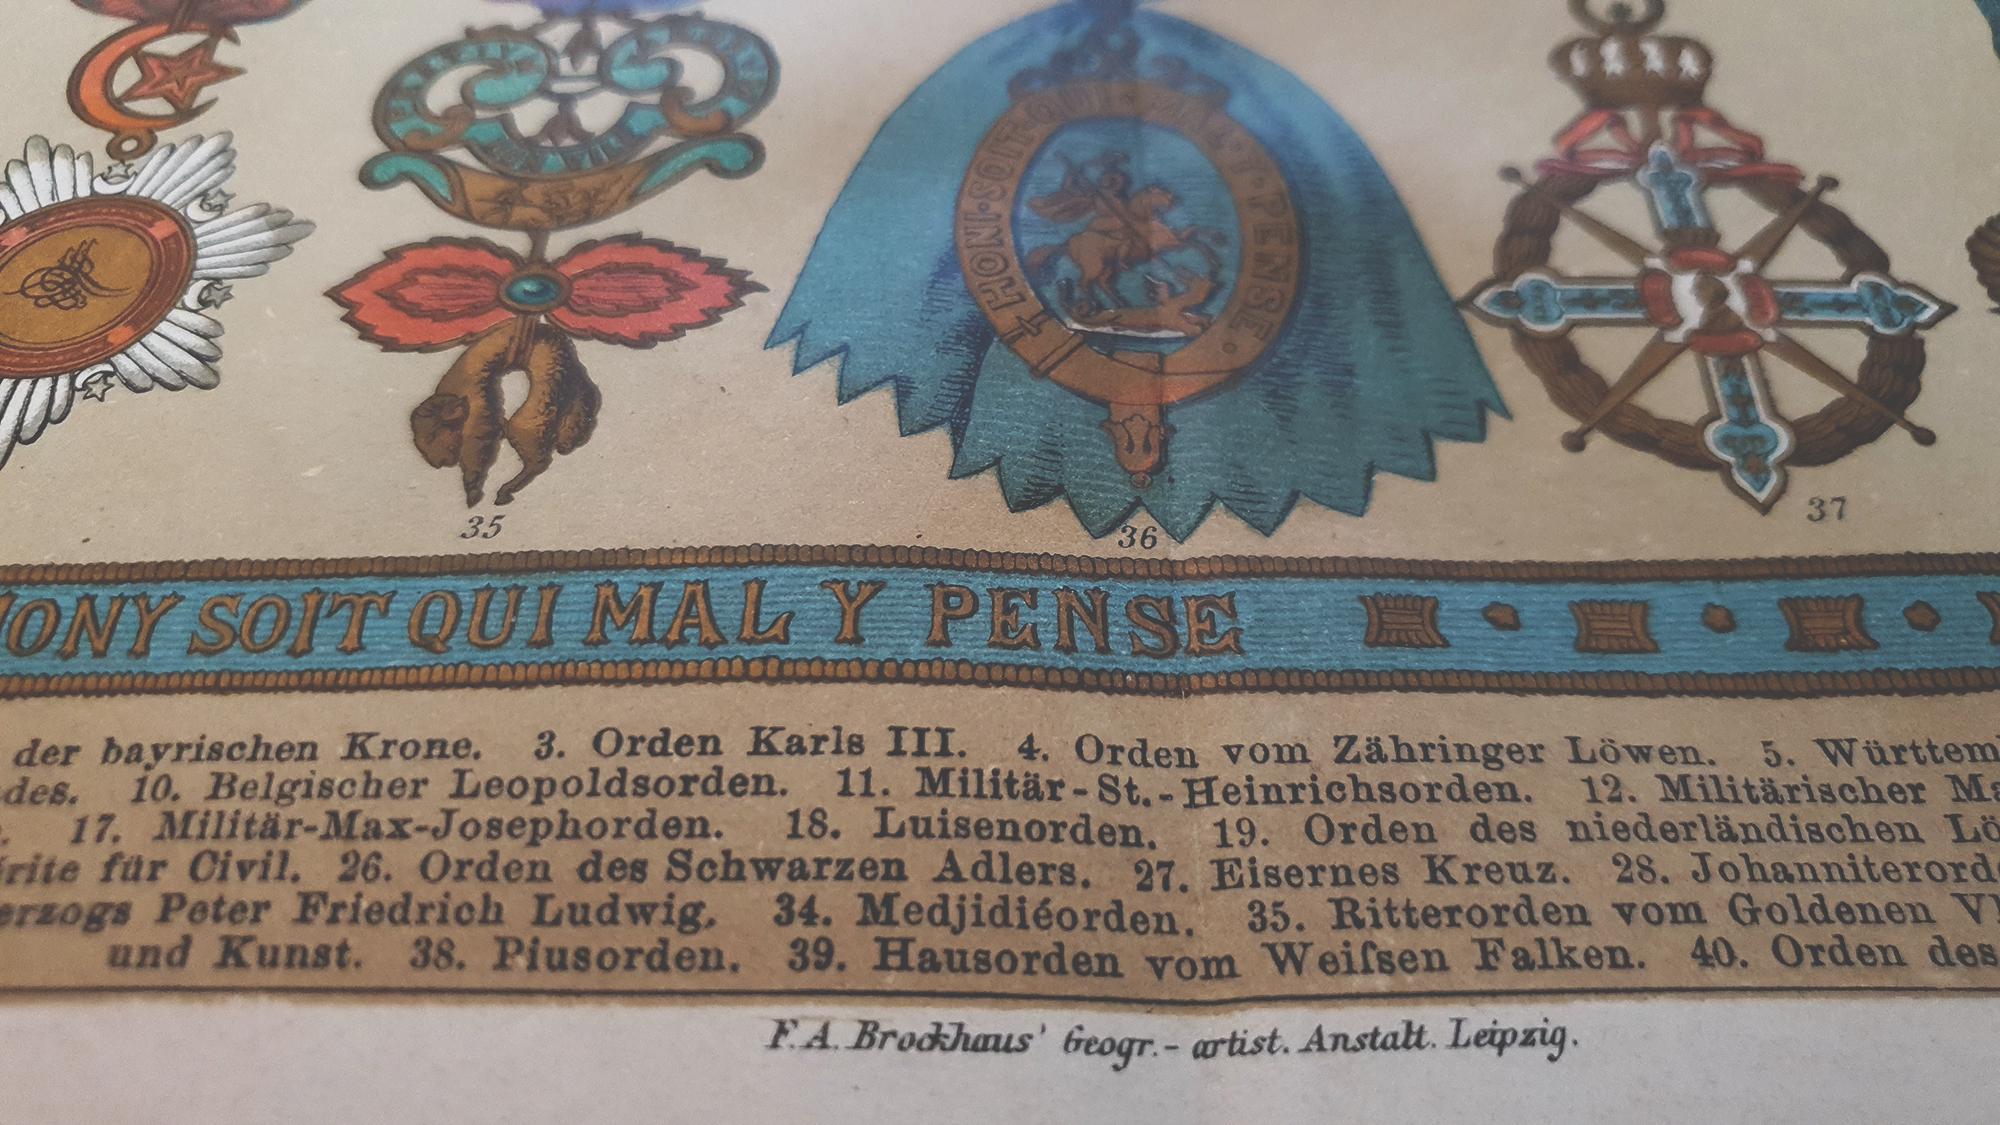 HONI·SOIT·QUI·MAL·Y·PENSE
35
36
37
HONY SOIT QUI MAL Y PENSE
der bayrischen Krone. 3. Orden Karls III. 4. Orden vom Zähringer Löwen. 5. Württem
des. 10. Belgischer Leopoldsorden. 11. Militär-St.-Heinrichsorden. 12. Militärischer Ma
17. Militär-Max-Josephorden. 18. Luisenorden. 19. Orden des niederländischen Lö
rite für Civil. 26. Orden des Schwarzen Adlers. 27. Eisernes Kreuz. 28. Johanniterord
erzogs Peter Friedrich Ludwig. 34. Medjidiéorden. 35. Ritterorden vom Goldenen Vl
und Kunst. 38. Piusorden. 39. Hausorden vom Weiſsen Falken. 40. Orden des
F. A. Brockhaus' Geogr.-artist. Anstalt. Leipzig.